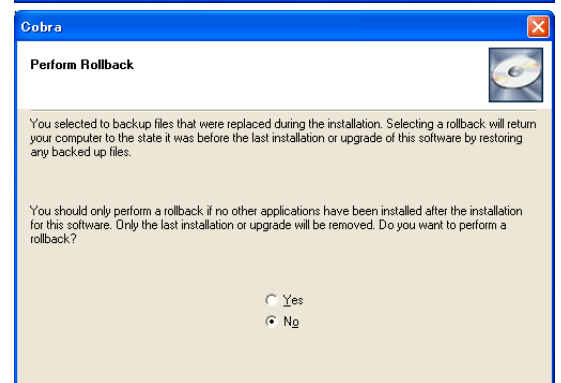 Cobra
Perform Rollback
You selected to backup files that were replaced during the installation. Selecting a rollback will return
your computer to the state it was before the last installation or upgrade of this software by restoring
any backed up files.
You should only perform a rollback if no other applications have been installed after the installation
for this software. Only the last installation or upgrade will be removed. Do you want to perform a
rollback?
Yes
No